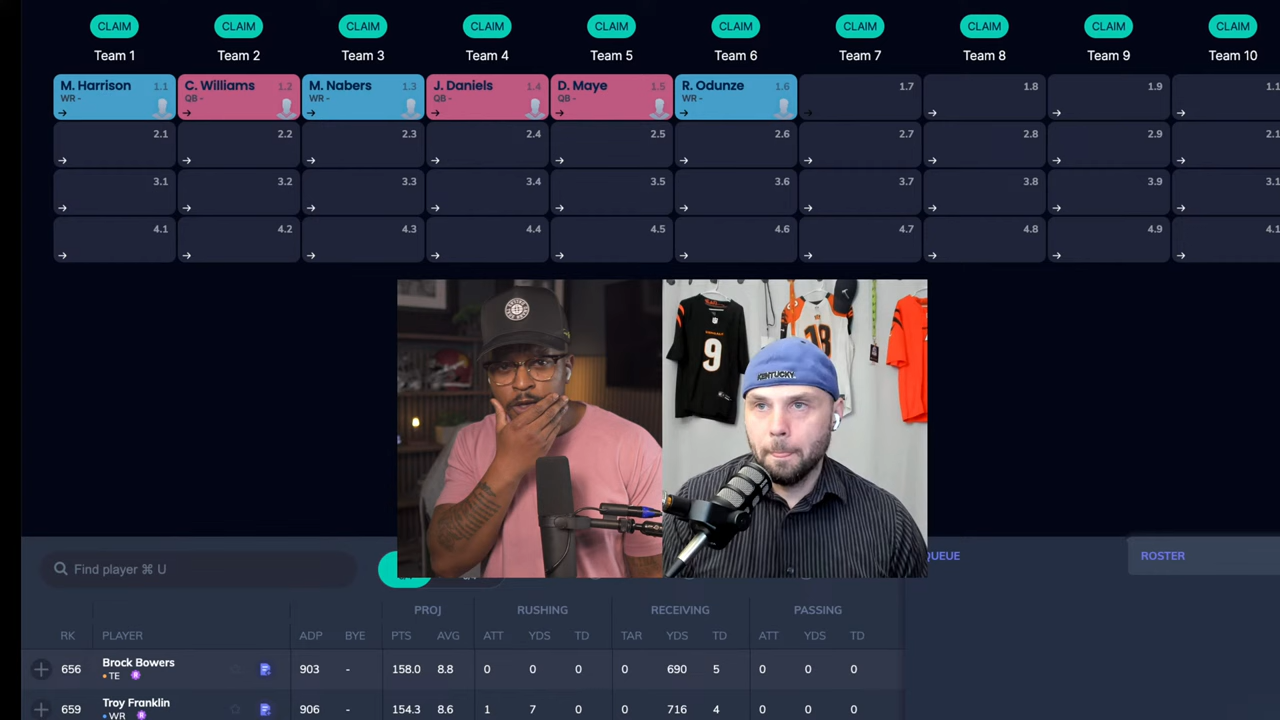 CLAIM CLAIM CLAIM CLAIM CLAIM CLAIM CLAIM CLAIM CLAIM CLAIM
Team 1 Team 2 Team 3 Team 4 Team 5 Team 6 Team 7 Team 8 Team 9 Team 10
M. Harrison 1.1 C. Williams 1.2 M. Nabers 1.3 J. Daniels 1.4 D. Maye 1.5 R. Odunze 1.6 1.7 1.8 1.9 1.1
WR - QB - WR - QB - QB - WR -
2.1 2.2 2.3 2.4 2.5 2.6 2.7 2.8 2.9 2.1
3.1 3.2 3.3 3.4 3.5 3.6 3.7 3.8 3.9 3.1
4.1 4.2 4.3 4.4 4.5 4.6 4.7 4.8 4.9 4.1
9
KENTUCKY
Find player ⌘ U
QUEUE ROSTER
PROJ RUSHING RECEIVING PASSING
RK PLAYER ADP BYE PTS AVG ATT YDS TD TAR YDS TD ATT YDS TD
656 Brock Bowers 903 - 158.0 8.8 0 0 0 0 690 5 0 0 0
TE R
659 Troy Franklin 906 - 154.3 8.6 1 7 0 0 716 4 0 0 0
WR R